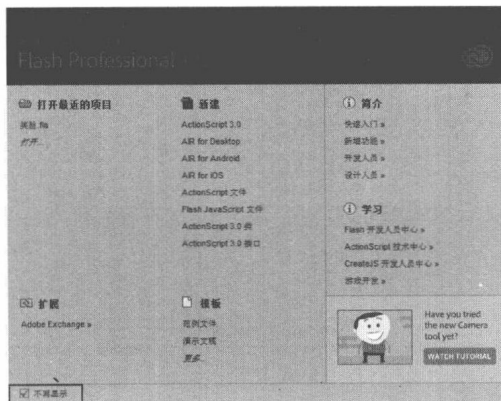 Flash Professional
打开最近的项目
.fla
打开...
新建
ActionScript 3.0
AIR for Desktop
AIR for Android
AIR for iOS
ActionScript 文件
Flash JavaScript 文件
ActionScript 3.0 类
ActionScript 3.0 接口
简介
快速入门 »
新增功能 »
开发人员 »
设计人员 »
学习
Flash 开发人员中心 »
ActionScript 技术中心 »
CreateJS 开发人员中心 »
游戏开发 »
扩展
Adobe Exchange »
模板
范例文件
演示文稿
更多...
Have you tried
the new Camera
tool yet?
WATCH TUTORIAL
不再显示